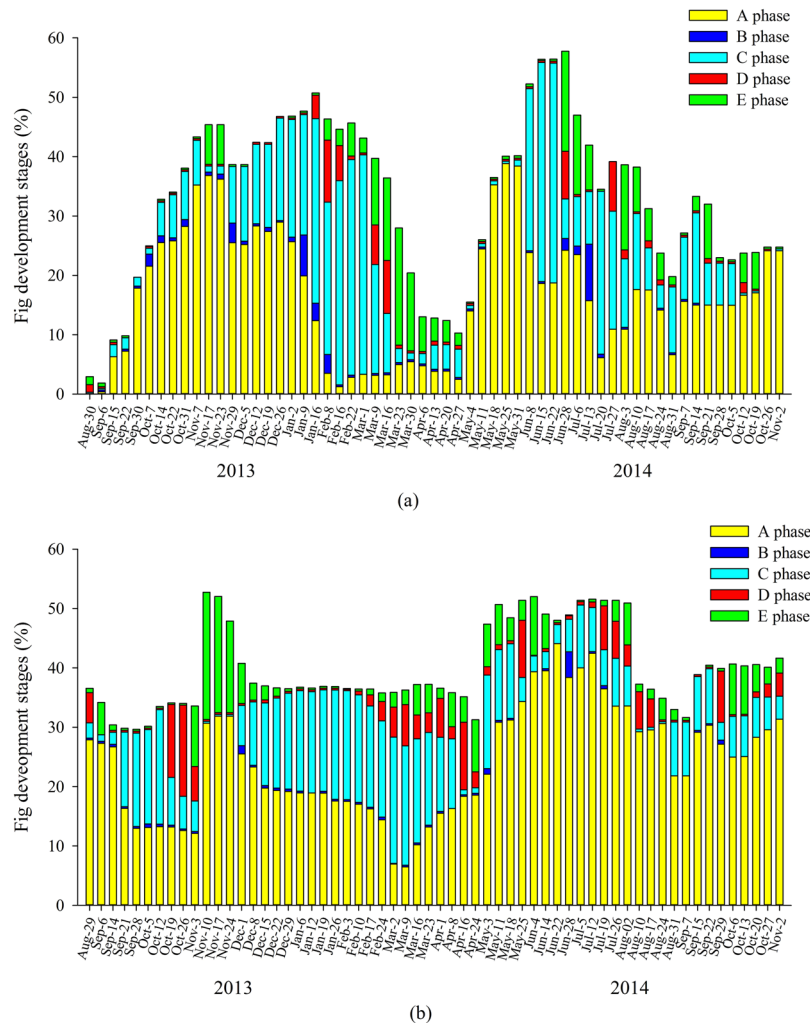 A phase
B phase
C phase
D phase
E phase
60
50
40
30
20
10
0
Fig development stages (%)
Aug-30
Sep-6
Sep-15
Sep-22
Sep-30
Oct-7
Oct-14
Oct-22
Oct-31
Nov-7
Nov-17
Nov-23
Nov-29
Dec-5
Dec-12
Dec-19
Dec-26
Jan-2
Jan-9
Jan-16
Feb-8
Feb-16
Feb-22
Mar-1
Mar-9
Mar-16
Mar-23
Mar-30
Apr-6
Apr-13
Apr-20
Apr-27
May-4
May-11
May-18
May-25
May-31
Jun-8
Jun-15
Jun-22
Jun-28
Jul-6
Jul-13
Jul-20
Jul-27
Aug-3
Aug-10
Aug-17
Aug-24
Aug-31
Sep-7
Sep-14
Sep-21
Sep-28
Oct-5
Oct-12
Oct-19
Oct-26
Nov-2
2013 2014
(a)
A phase
B phase
C phase
D phase
E phase
60
50
40
30
20
10
0
Fig deveopment stages (%)
Aug-29
Sep-6
Sep-14
Sep-21
Sep-28
Oct-5
Oct-12
Oct-19
Oct-26
Nov-3
Nov-10
Nov-17
Nov-24
Dec-1
Dec-8
Dec-15
Dec-22
Dec-29
Jan-6
Jan-12
Jan-19
Jan-26
Feb-3
Feb-10
Feb-17
Feb-24
Mar-2
Mar-9
Mar-16
Mar-23
Apr-1
Apr-8
Apr-16
Apr-24
May-3
May-11
May-18
May-25
Jun-4
Jun-14
Jun-22
Jun-28
Jul-5
Jul-12
Jul-19
Jul-26
Aug-02
Aug-10
Aug-17
Aug-24
Aug-31
Sep-7
Sep-15
Sep-22
Sep-29
Oct-6
Oct-13
Oct-20
Oct-27
Nov-2
2013 2014
(b)